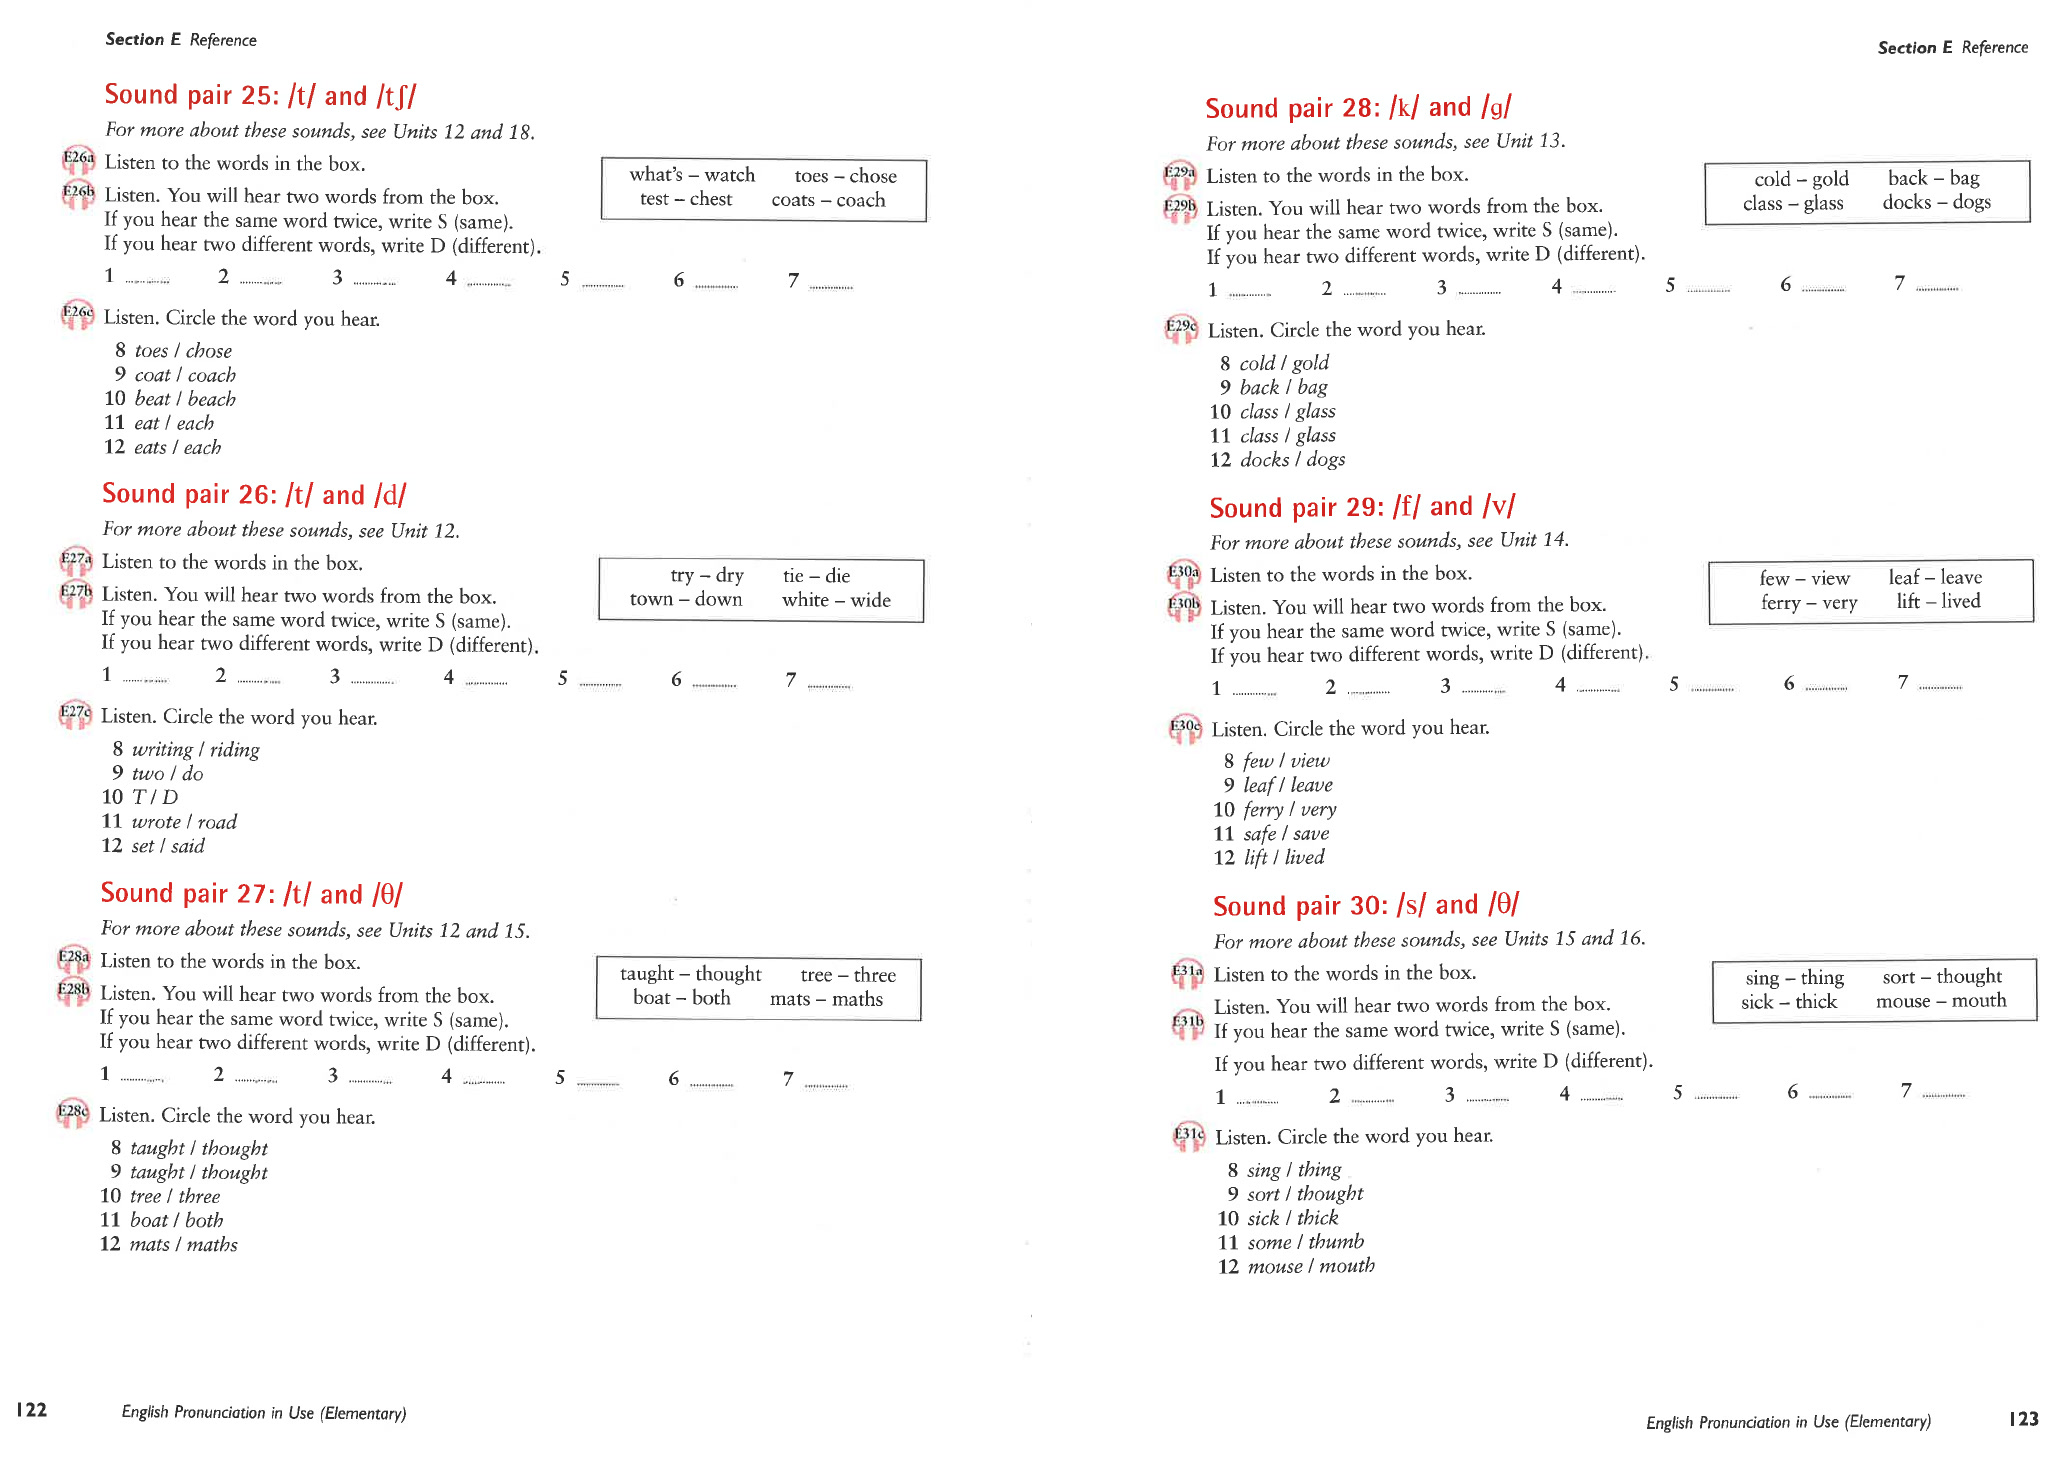 Section E Reference
Sound pair 25: /t/ and /tʃ/
For more about these sounds, see Units 12 and 18.
E26a Listen to the words in the box.
E26b Listen. You will hear two words from the box.
If you hear the same word twice, write S (same).
If you hear two different words, write D (different).
what's – watch toes – chose
test – chest coats – coach
1 ............ 2 ............ 3 ............ 4 ............ 5 ............ 6 ............ 7 ............
E26c Listen. Circle the word you hear.
8 toes / chose
9 coat / coach
10 beat / beach
11 eat / each
12 eats / each
Sound pair 26: /t/ and /d/
For more about these sounds, see Unit 12.
E27a Listen to the words in the box.
E27b Listen. You will hear two words from the box.
If you hear the same word twice, write S (same).
If you hear two different words, write D (different).
try – dry tie – die
town – down white – wide
1 ............ 2 ............ 3 ............ 4 ............ 5 ............ 6 ............ 7 ............
E27c Listen. Circle the word you hear.
8 writing / riding
9 two / do
10 T / D
11 wrote / road
12 set / said
Sound pair 27: /t/ and /θ/
For more about these sounds, see Units 12 and 15.
E28a Listen to the words in the box.
E28b Listen. You will hear two words from the box.
If you hear the same word twice, write S (same).
If you hear two different words, write D (different).
taught – thought tree – three
boat – both mats – maths
1 ............ 2 ............ 3 ............ 4 ............ 5 ............ 6 ............ 7 ............
E28c Listen. Circle the word you hear.
8 taught / thought
9 taught / thought
10 tree / three
11 boat / both
12 mats / maths
122 English Pronunciation in Use (Elementary)
Section E Reference
Sound pair 28: /k/ and /g/
For more about these sounds, see Unit 13.
E29a Listen to the words in the box.
E29b Listen. You will hear two words from the box.
If you hear the same word twice, write S (same).
If you hear two different words, write D (different).
cold – gold back – bag
class – glass docks – dogs
1 ............ 2 ............ 3 ............ 4 ............ 5 ............ 6 ............ 7 ............
E29c Listen. Circle the word you hear.
8 cold / gold
9 back / bag
10 class / glass
11 class / glass
12 docks / dogs
Sound pair 29: /f/ and /v/
For more about these sounds, see Unit 14.
E30a Listen to the words in the box.
E30b Listen. You will hear two words from the box.
If you hear the same word twice, write S (same).
If you hear two different words, write D (different).
few – view leaf – leave
ferry – very lift – lived
1 ............ 2 ............ 3 ............ 4 ............ 5 ............ 6 ............ 7 ............
E30c Listen. Circle the word you hear.
8 few / view
9 leaf / leave
10 ferry / very
11 safe / save
12 lift / lived
Sound pair 30: /s/ and /θ/
For more about these sounds, see Units 15 and 16.
E31a Listen to the words in the box.
Listen. You will hear two words from the box.
E31b If you hear the same word twice, write S (same).
If you hear two different words, write D (different).
sing – thing sort – thought
sick – thick mouse – mouth
1 ............ 2 ............ 3 ............ 4 ............ 5 ............ 6 ............ 7 ............
E31c Listen. Circle the word you hear.
8 sing / thing
9 sort / thought
10 sick / thick
11 some / thumb
12 mouse / mouth
English Pronunciation in Use (Elementary) 123